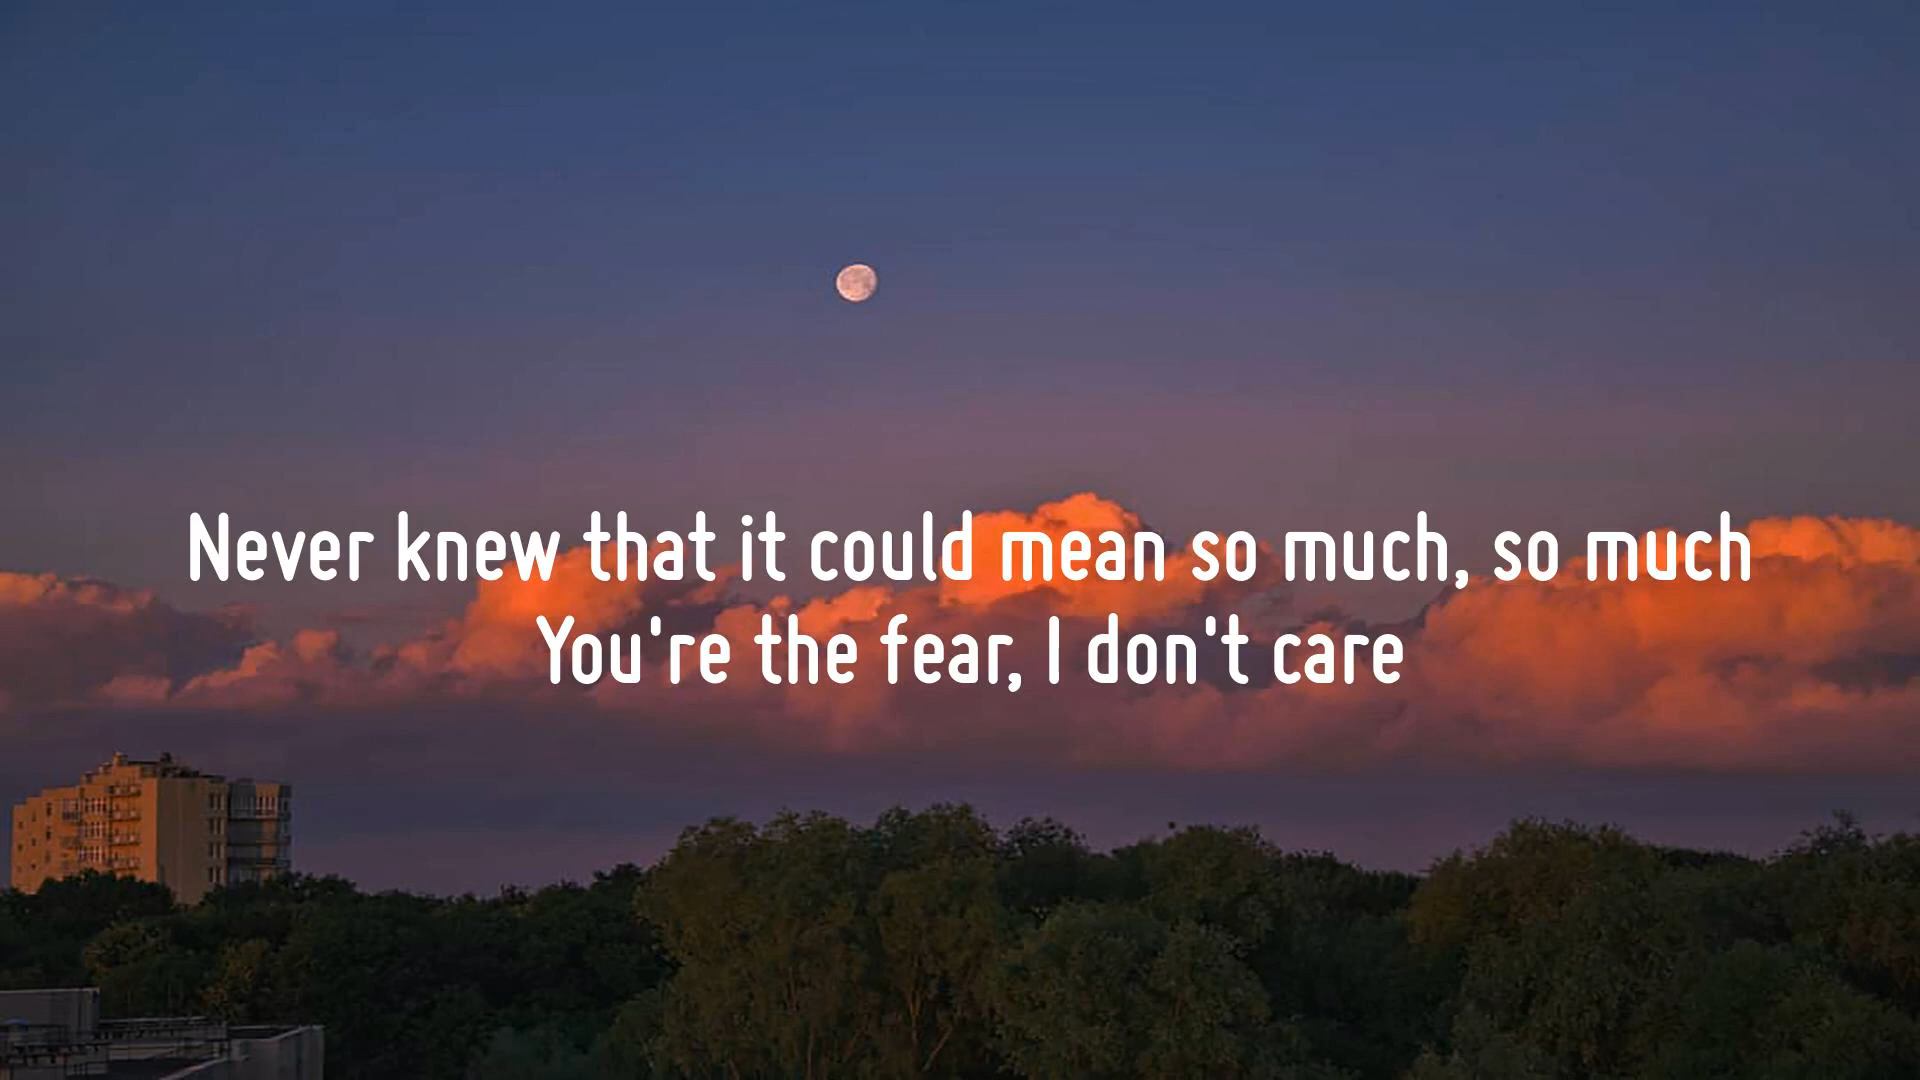 Never knew that it could mean so much, so much
You're the fear, I don't care